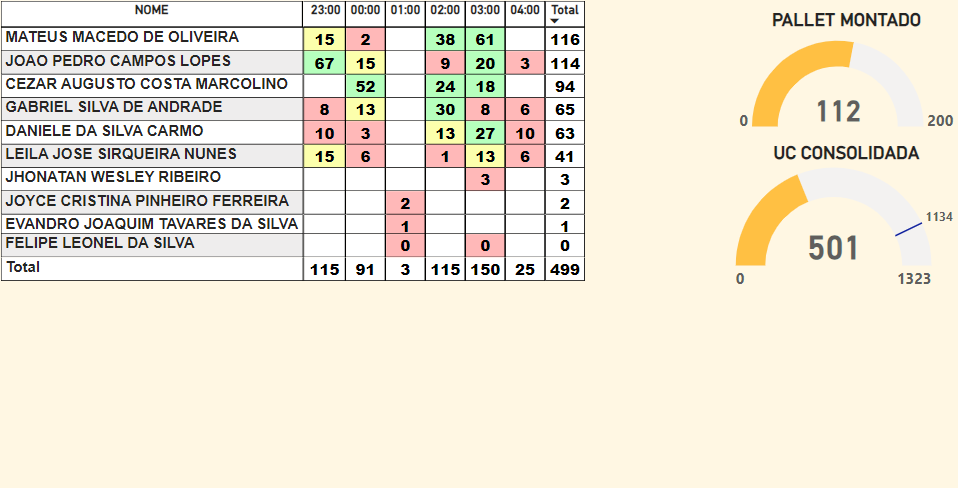 NOME 23:00 00:00 01:00 02:00 03:00 04:00 Total
MATEUS MACEDO DE OLIVEIRA 15 2 38 61 116
JOAO PEDRO CAMPOS LOPES 67 15 9 20 3 114
CEZAR AUGUSTO COSTA MARCOLINO 52 24 18 94
GABRIEL SILVA DE ANDRADE 8 13 30 8 6 65
DANIELE DA SILVA CARMO 10 3 13 27 10 63
LEILA JOSE SIRQUEIRA NUNES 15 6 1 13 6 41
JHONATAN WESLEY RIBEIRO 3 3
JOYCE CRISTINA PINHEIRO FERREIRA 2 2
EVANDRO JOAQUIM TAVARES DA SILVA 1 1
FELIPE LEONEL DA SILVA 0 0 0
Total 115 91 3 115 150 25 499
PALLET MONTADO
112
0 200
UC CONSOLIDADA
1134
501
0 1323